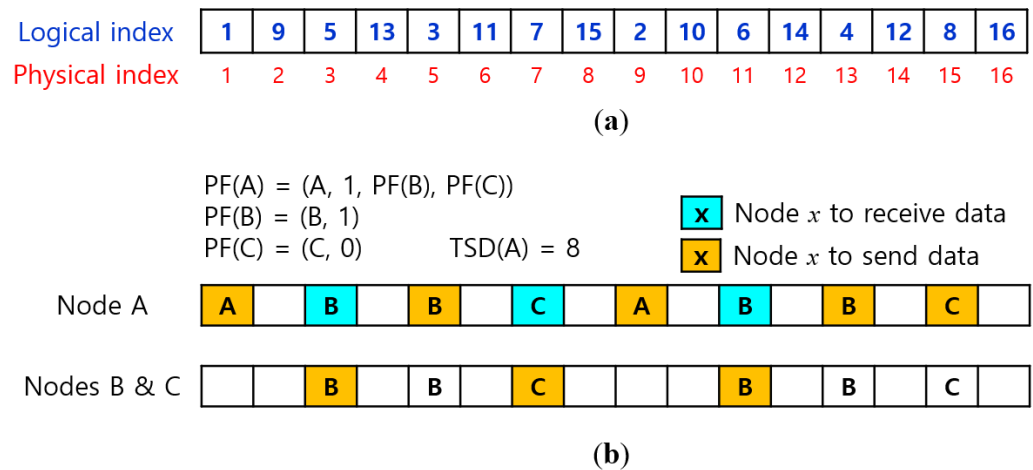 Logical index 1 9 5 13 3 11 7 15 2 10 6 14 4 12 8 16
Physical index 1 2 3 4 5 6 7 8 9 10 11 12 13 14 15 16
(a)
PF(A) = (A, 1, PF(B), PF(C))
PF(B) = (B, 1)
PF(C) = (C, 0) TSD(A) = 8
x Node x to receive data
x Node x to send data
Node A A B B C A B B C
Nodes B & C B B C B B C
(b)